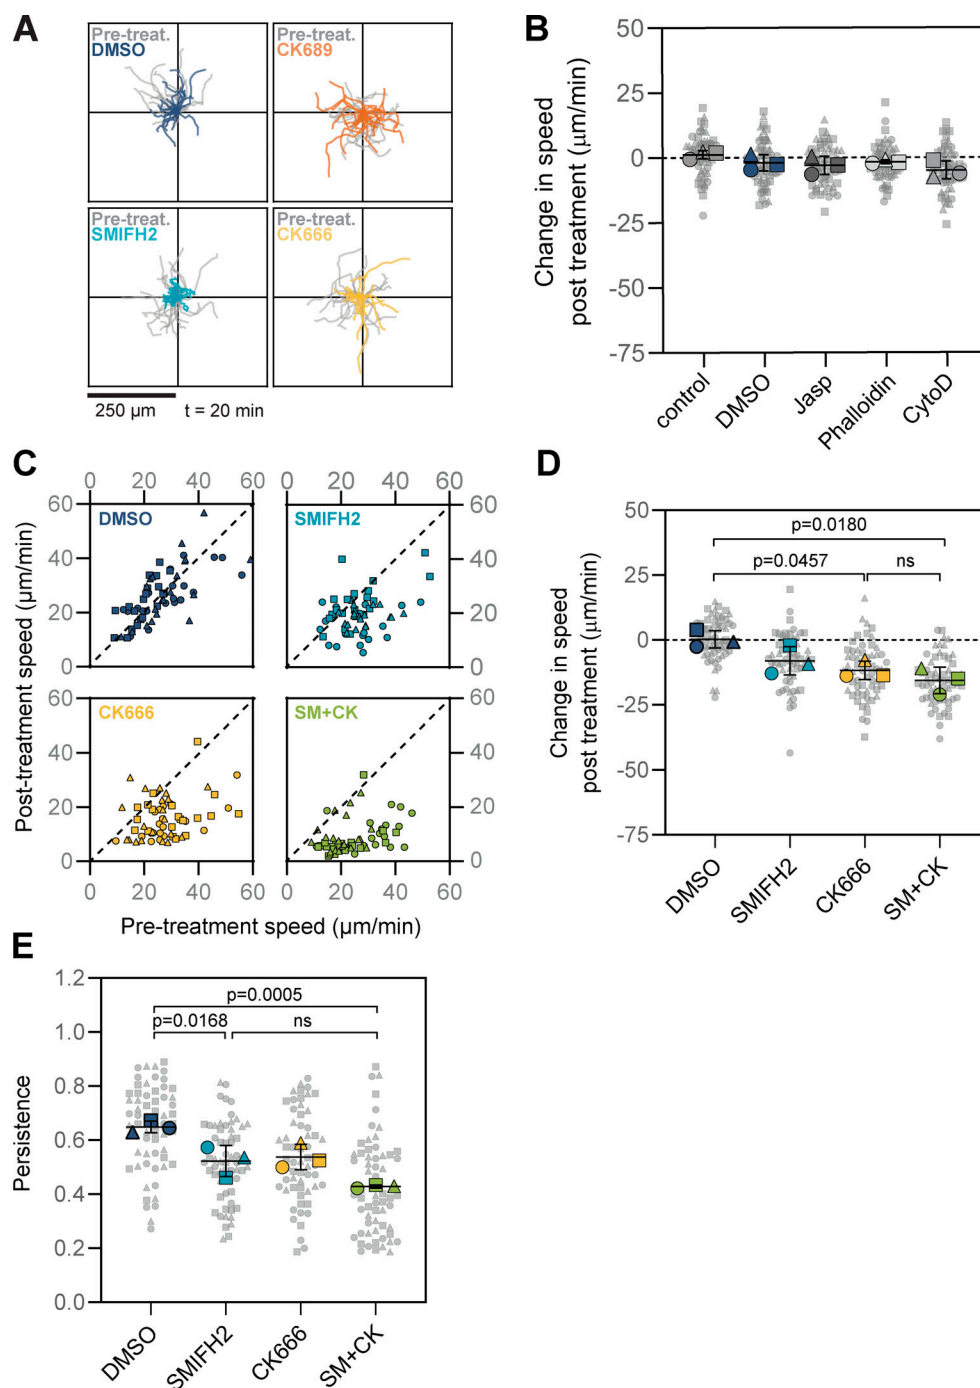 A
Pre-treat.
DMSO
Pre-treat.
CK689
Pre-treat.
SMIFH2
Pre-treat.
CK666
250 µm
t = 20 min
B
Change in speed
post treatment (µm/min)
50
25
0
-25
-50
-75
control
DMSO
Jasp
Phalloidin
CytoD
C
0 20 40 60
0 20 40 60
60
40
20
0
DMSO
SMIFH2
60
40
20
0
60
40
20
0
CK666
SM+CK
60
40
20
0
0 20 40 60
0 20 40 60
Post-treatment speed (µm/min)
Pre-treatment speed (µm/min)
D
Change in speed
post treatment (µm/min)
50
25
0
-25
-50
-75
p=0.0180
p=0.0457
ns
DMSO
SMIFH2
CK666
SM+CK
E
Persistence
1.2
1.0
0.8
0.6
0.4
0.2
0.0
p=0.0005
p=0.0168
ns
DMSO
SMIFH2
CK666
SM+CK